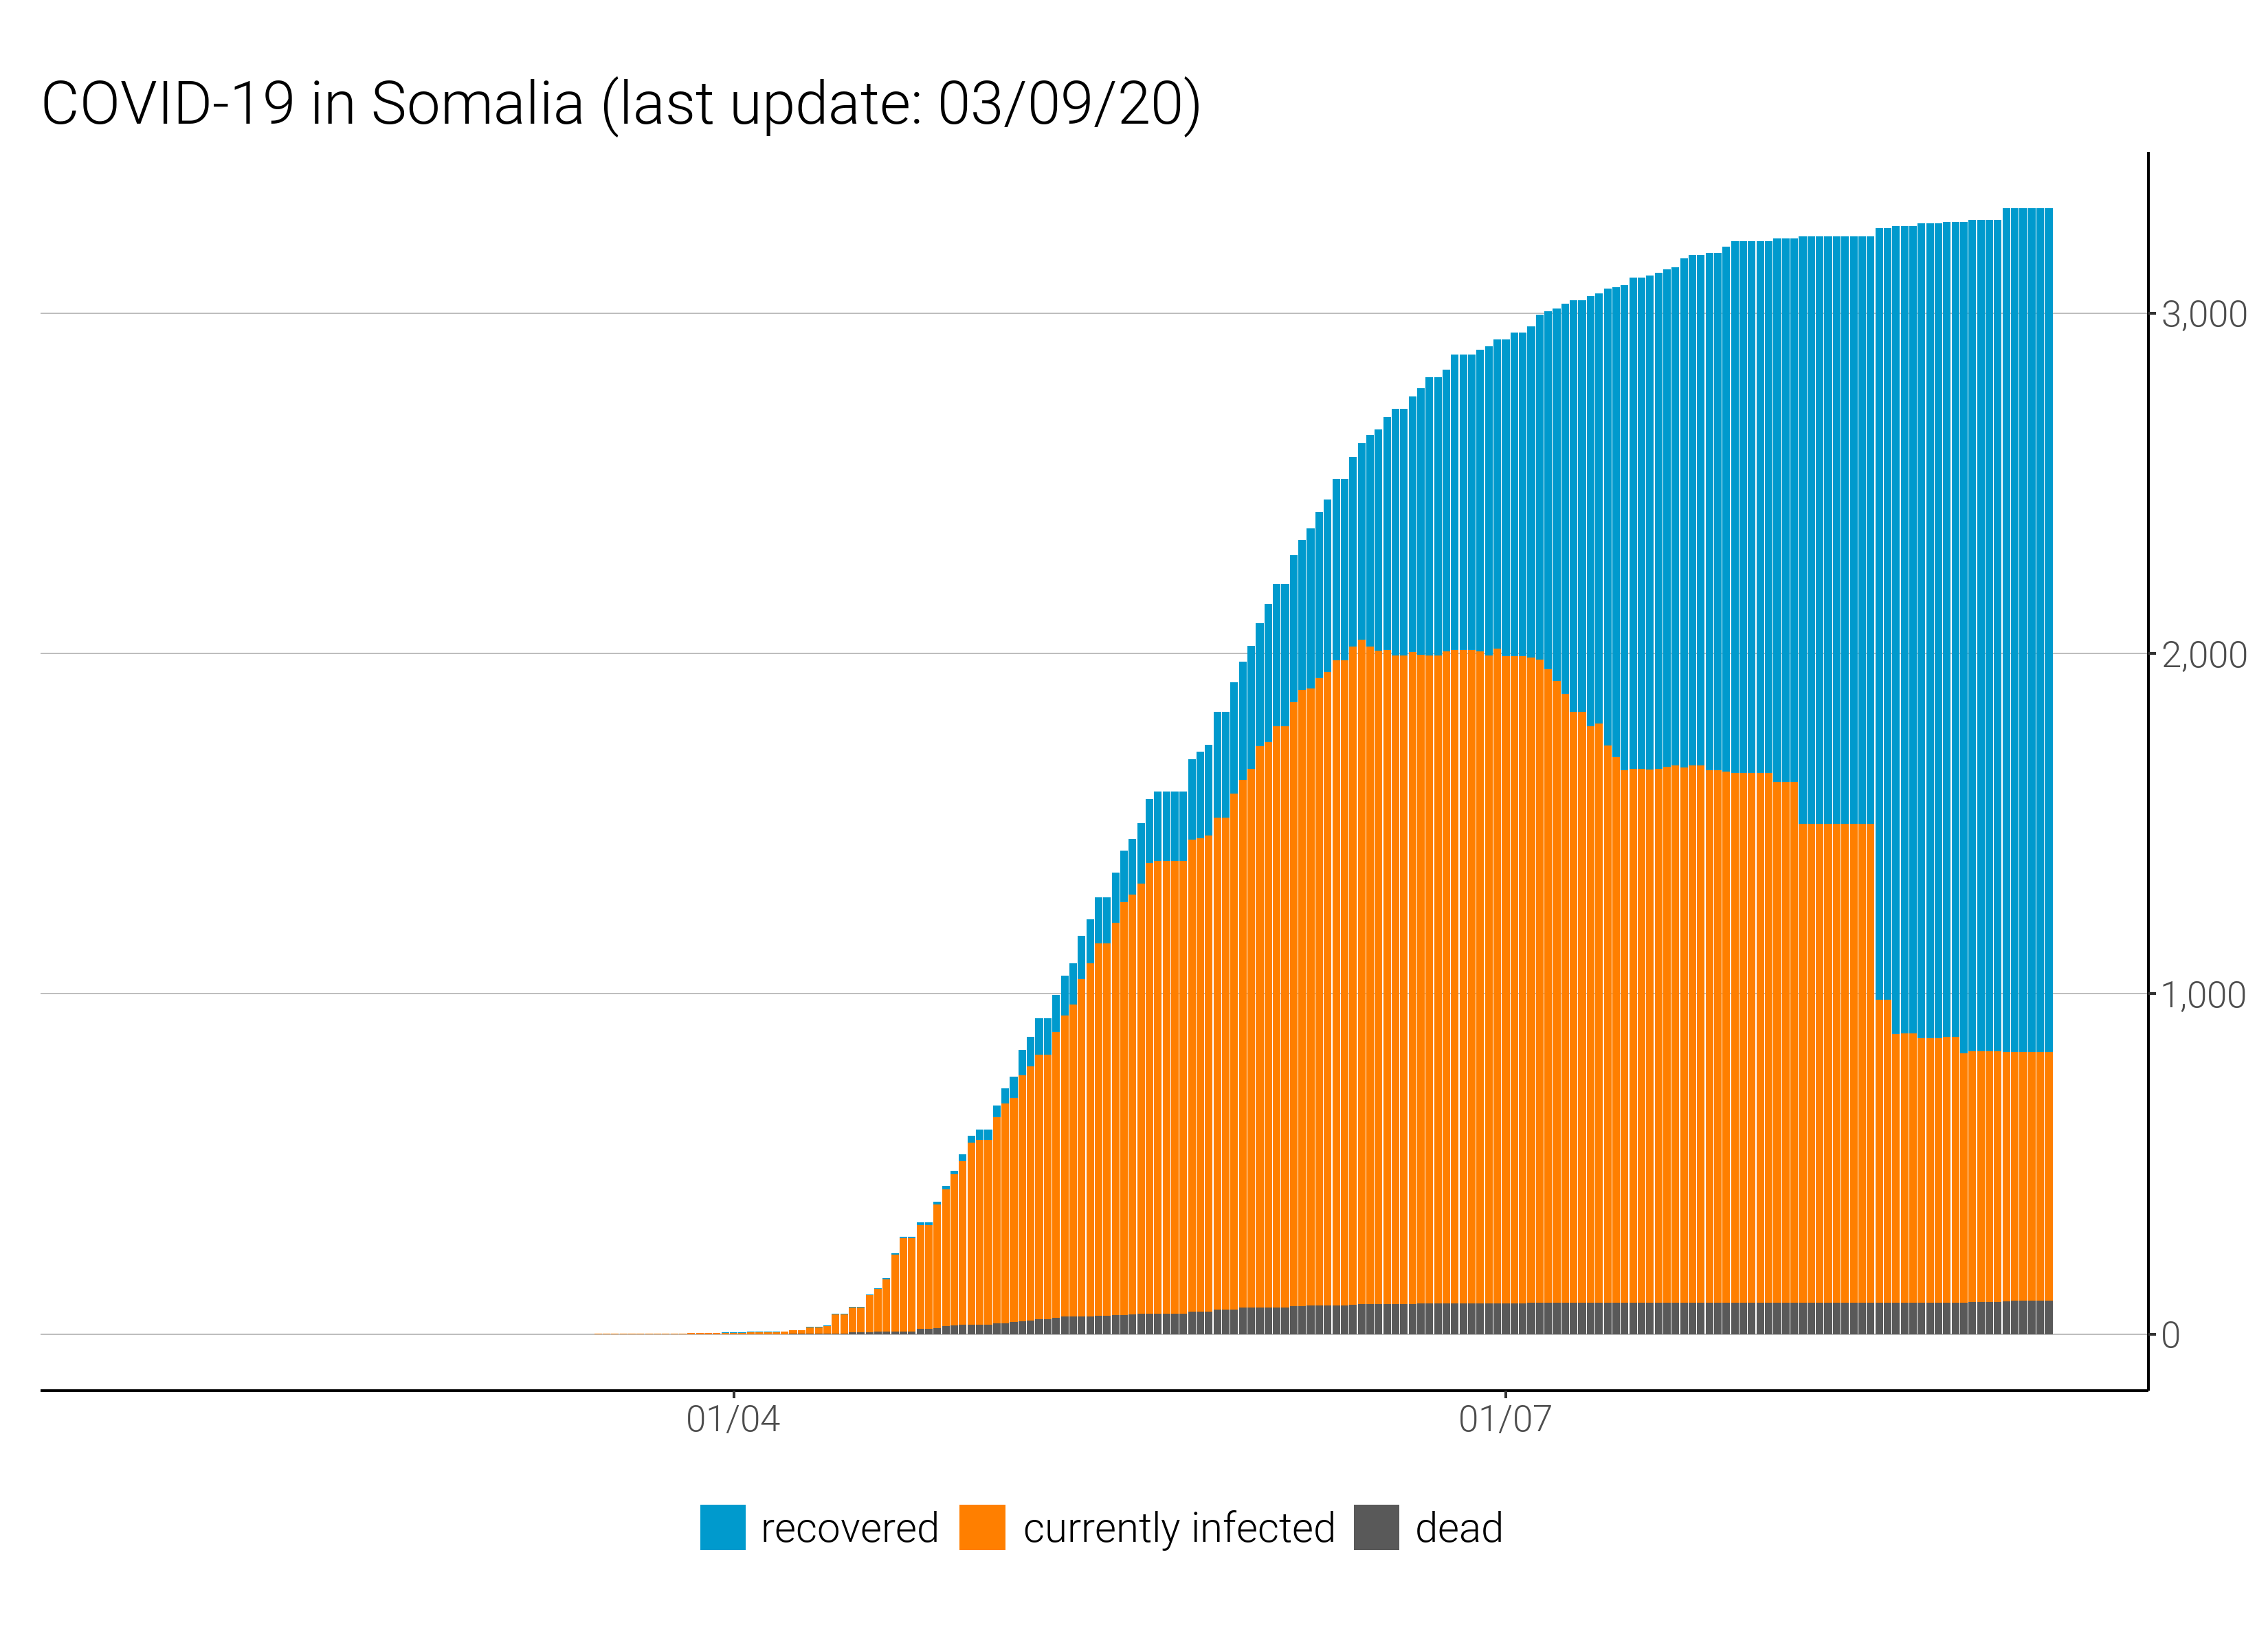 COVID-19 in Somalia (last update: 03/09/20)
3,000
2,000
1,000
0
01/04 01/07
recovered currently infected dead